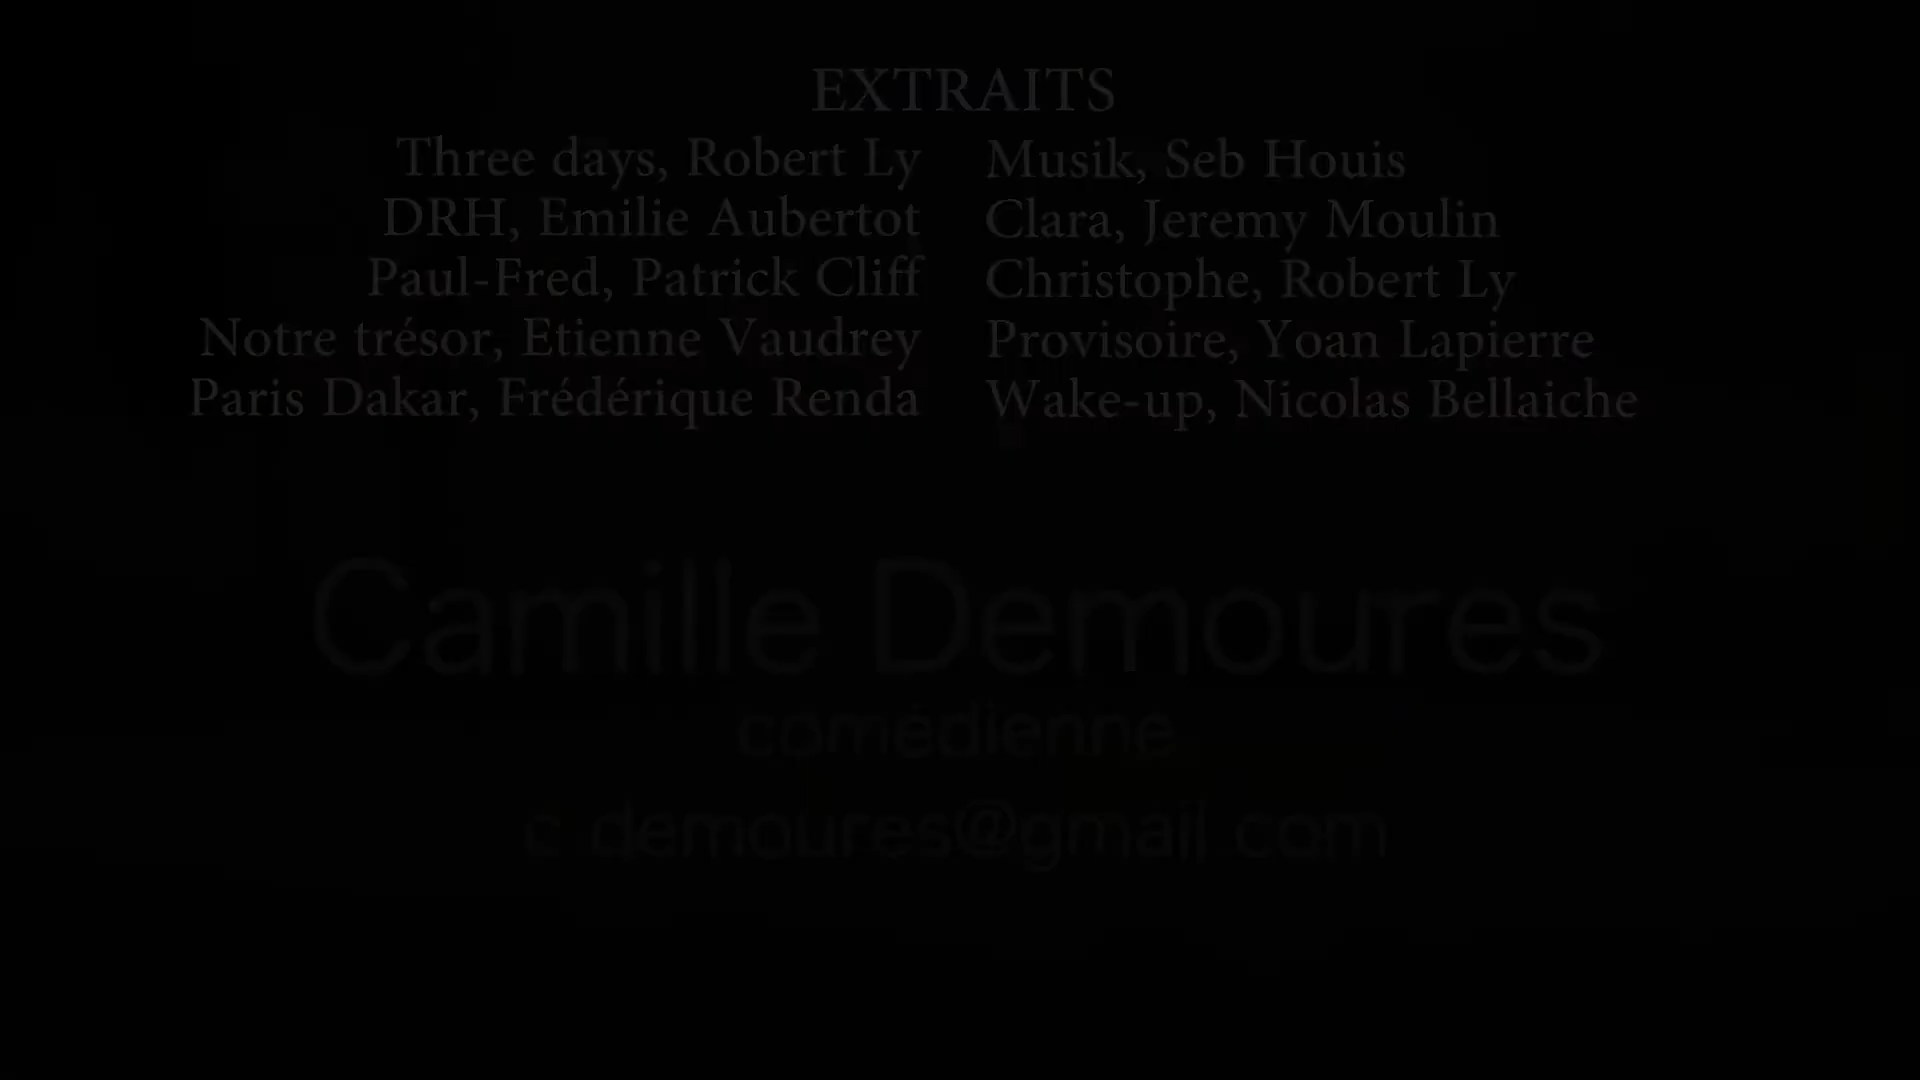 EXTRAITS
Three days, Robert Ly
DRH, Emilie Aubertot
Paul-Fred, Patrick Cliff
Notre trésor, Etienne Vaudrey
Paris Dakar, Frédérique Renda
Musik, Seb Houis
Clara, Jeremy Moulin
Christophe, Robert Ly
Provisoire, Yoan Lapierre
Wake-up, Nicolas Bellaiche
Camille Demoures
comédienne
c.demoures@gmail.com